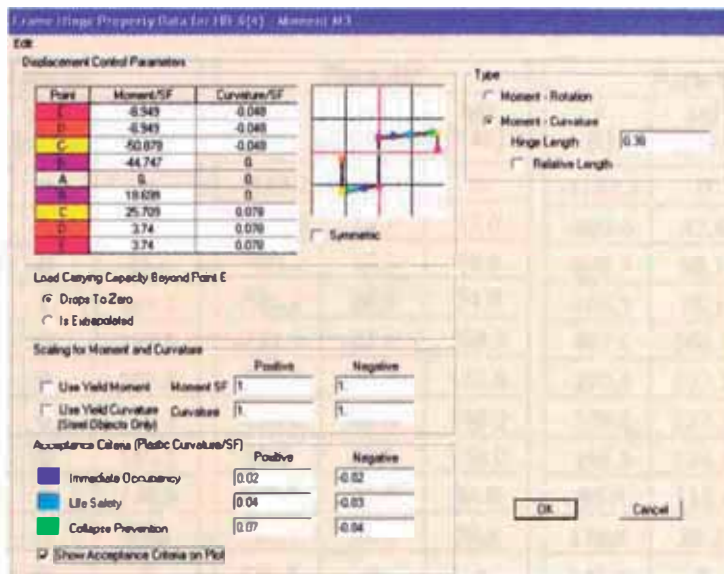 Frame Hinge Property Data for HB 6(4) - Moment M3
Edit
Displacement Control Parameters
Point Moment/SF Curvature/SF
E -6.949 -0.048
D -6.949 -0.048
C -50.878 -0.048
B -44.747 0.
A 0. 0.
B 0.
C 25.709 0.078
D 3.74 0.078
E 3.74 0.078
Symmetric
Type
Moment - Rotation
Moment - Curvature
Hinge Length 0.36
Relative Length
Load Carrying Capacity Beyond Point E
Drops To Zero
Is Extrapolated
Scaling for Moment and Curvature
Positive Negative
Use Yield Moment Moment SF 1. 1.
Use Yield Curvature Curvature 1. 1.
(Steel Objects Only)
Acceptance Criteria (Plastic Curvature/SF)
Positive Negative
Immediate Occupancy 0.02 -0.02
Life Safety 0.04 -0.03
Collapse Prevention 0.07 -0.04
Show Acceptance Criteria on Plot
OK Cancel